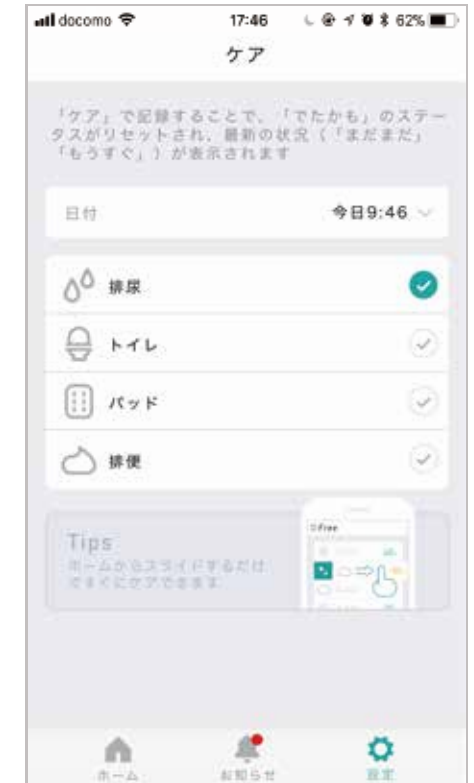 docomo 17:46 62%
ケア
「ケア」で記録することで、「でたかも」のステー
タスがリセットされ、最新の状況（「まだまだ」
「もうすぐ」）が表示されます
日付 今日9:46
排尿
トイレ
パッド
排便
Tips
ホームからスライドするだけ
ですぐにケアできます
DFree
ホーム お知らせ 設定